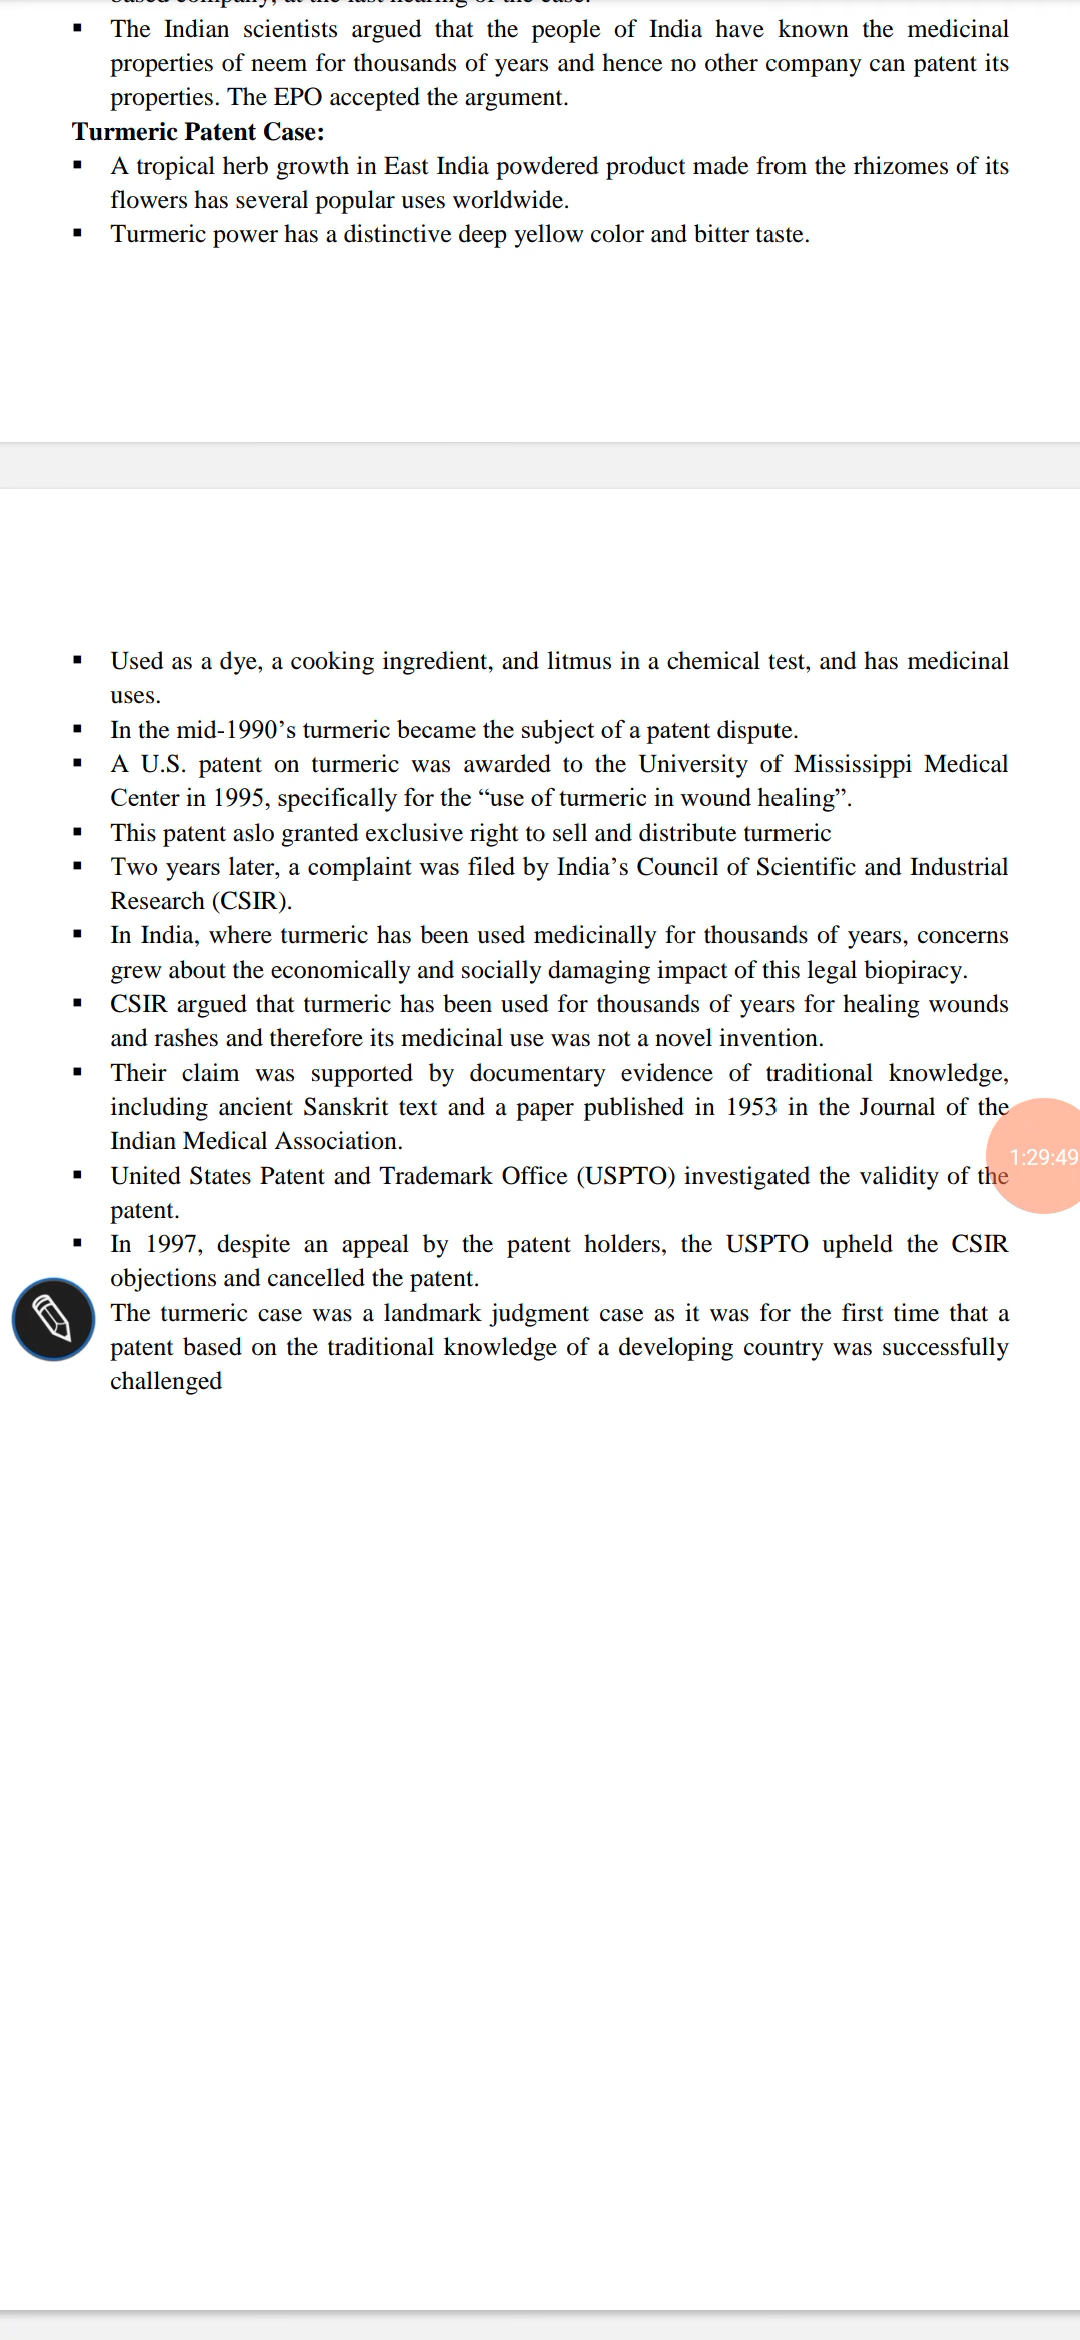 ▪ The Indian scientists argued that the people of India have known the medicinal
properties of neem for thousands of years and hence no other company can patent its
properties. The EPO accepted the argument.
Turmeric Patent Case:
▪ A tropical herb growth in East India powdered product made from the rhizomes of its
flowers has several popular uses worldwide.
▪ Turmeric power has a distinctive deep yellow color and bitter taste.
▪ Used as a dye, a cooking ingredient, and litmus in a chemical test, and has medicinal
uses.
▪ In the mid-1990’s turmeric became the subject of a patent dispute.
▪ A U.S. patent on turmeric was awarded to the University of Mississippi Medical
Center in 1995, specifically for the “use of turmeric in wound healing”.
▪ This patent aslo granted exclusive right to sell and distribute turmeric
▪ Two years later, a complaint was filed by India’s Council of Scientific and Industrial
Research (CSIR).
▪ In India, where turmeric has been used medicinally for thousands of years, concerns
grew about the economically and socially damaging impact of this legal biopiracy.
▪ CSIR argued that turmeric has been used for thousands of years for healing wounds
and rashes and therefore its medicinal use was not a novel invention.
▪ Their claim was supported by documentary evidence of traditional knowledge,
including ancient Sanskrit text and a paper published in 1953 in the Journal of the
Indian Medical Association.
1:29:49
▪ United States Patent and Trademark Office (USPTO) investigated the validity of the
patent.
▪ In 1997, despite an appeal by the patent holders, the USPTO upheld the CSIR
objections and cancelled the patent.
The turmeric case was a landmark judgment case as it was for the first time that a
patent based on the traditional knowledge of a developing country was successfully
challenged